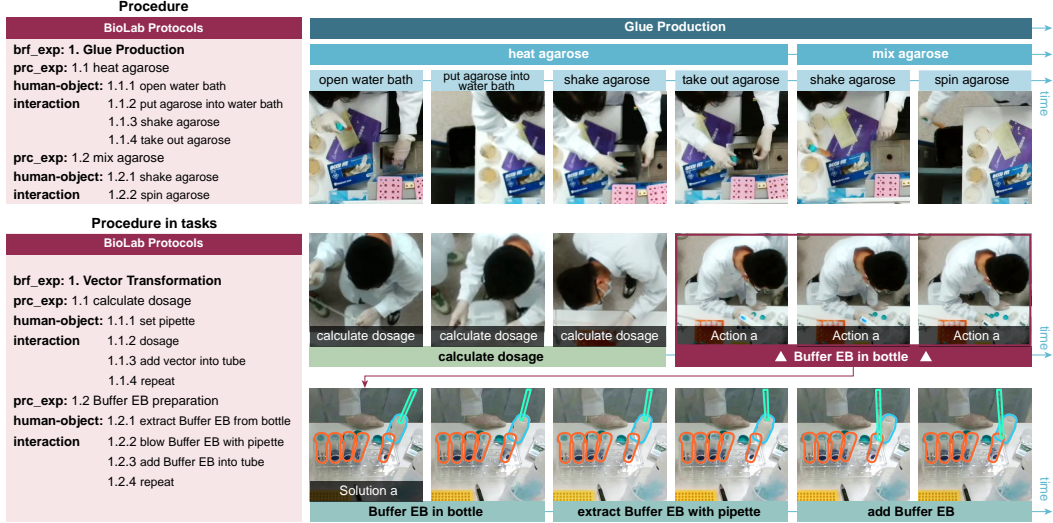 Procedure
BioLab Protocols
brf_exp: 1. Glue Production
prc_exp: 1.1 heat agarose
human-object: 1.1.1 open water bath
interaction 1.1.2 put agarose into water bath
1.1.3 shake agarose
1.1.4 take out agarose
prc_exp: 1.2 mix agarose
human-object: 1.2.1 shake agarose
interaction 1.2.2 spin agarose
Glue Production
heat agarose
mix agarose
open water bath
put agarose into
water bath
shake agarose
take out agarose
shake agarose
spin agarose
time
Procedure in tasks
BioLab Protocols
brf_exp: 1. Vector Transformation
prc_exp: 1.1 calculate dosage
human-object: 1.1.1 set pipette
interaction 1.1.2 dosage
1.1.3 add vector into tube
1.1.4 repeat
prc_exp: 1.2 Buffer EB preparation
human-object: 1.2.1 extract Buffer EB from bottle
interaction 1.2.2 blow Buffer EB with pipette
1.2.3 add Buffer EB into tube
1.2.4 repeat
calculate dosage
calculate dosage
calculate dosage
Action a
Action a
Action a
calculate dosage
▲ Buffer EB in bottle ▲
time
Solution a
Buffer EB in bottle
extract Buffer EB with pipette
add Buffer EB
time